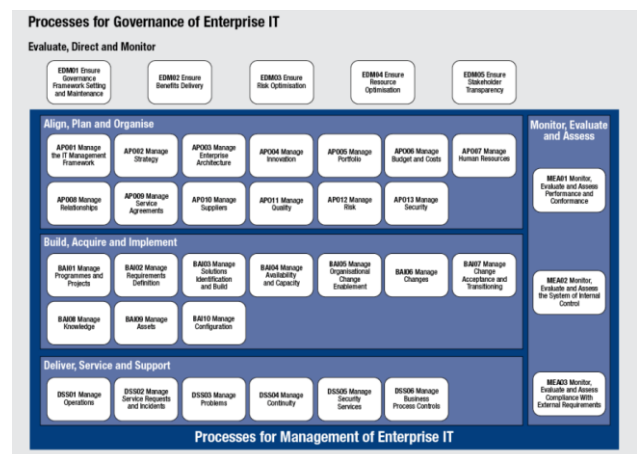 Processes for Governance of Enterprise IT
Evaluate, Direct and Monitor
EDM01 Ensure
Governance
Framework Setting
and Maintenance
EDM02 Ensure
Benefits Delivery
EDM03 Ensure
Risk Optimisation
EDM04 Ensure
Resource
Optimisation
EDM05 Ensure
Stakeholder
Transparency
Align, Plan and Organise
APO01 Manage
the IT Management
Framework
APO02 Manage
Strategy
APO03 Manage
Enterprise
Architecture
APO04 Manage
Innovation
APO05 Manage
Portfolio
APO06 Manage
Budget and Costs
APO07 Manage
Human Resources
APO08 Manage
Relationships
APO09 Manage
Service
Agreements
APO10 Manage
Suppliers
APO11 Manage
Quality
APO12 Manage
Risk
APO13 Manage
Security
Build, Acquire and Implement
BAI01 Manage
Programmes and
Projects
BAI02 Manage
Requirements
Definition
BAI03 Manage
Solutions
Identification
and Build
BAI04 Manage
Availability
and Capacity
BAI05 Manage
Organisational
Change
Enablement
BAI06 Manage
Changes
BAI07 Manage
Change
Acceptance and
Transitioning
BAI08 Manage
Knowledge
BAI09 Manage
Assets
BAI10 Manage
Configuration
Deliver, Service and Support
DSS01 Manage
Operations
DSS02 Manage
Service Requests
and Incidents
DSS03 Manage
Problems
DSS04 Manage
Continuity
DSS05 Manage
Security
Services
DSS06 Manage
Business
Process Controls
Monitor, Evaluate
and Assess
MEA01 Monitor,
Evaluate and Assess
Performance and
Conformance
MEA02 Monitor,
Evaluate and Assess
the System of Internal
Control
MEA03 Monitor,
Evaluate and Assess
Compliance With
External Requirements
Processes for Management of Enterprise IT